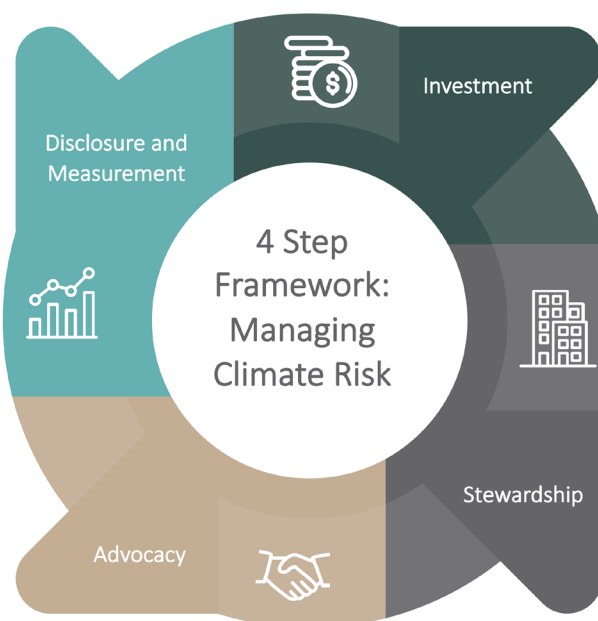 4 Step
Framework:
Managing
Climate Risk
Investment
Stewardship
Advocacy
Disclosure and
Measurement
$